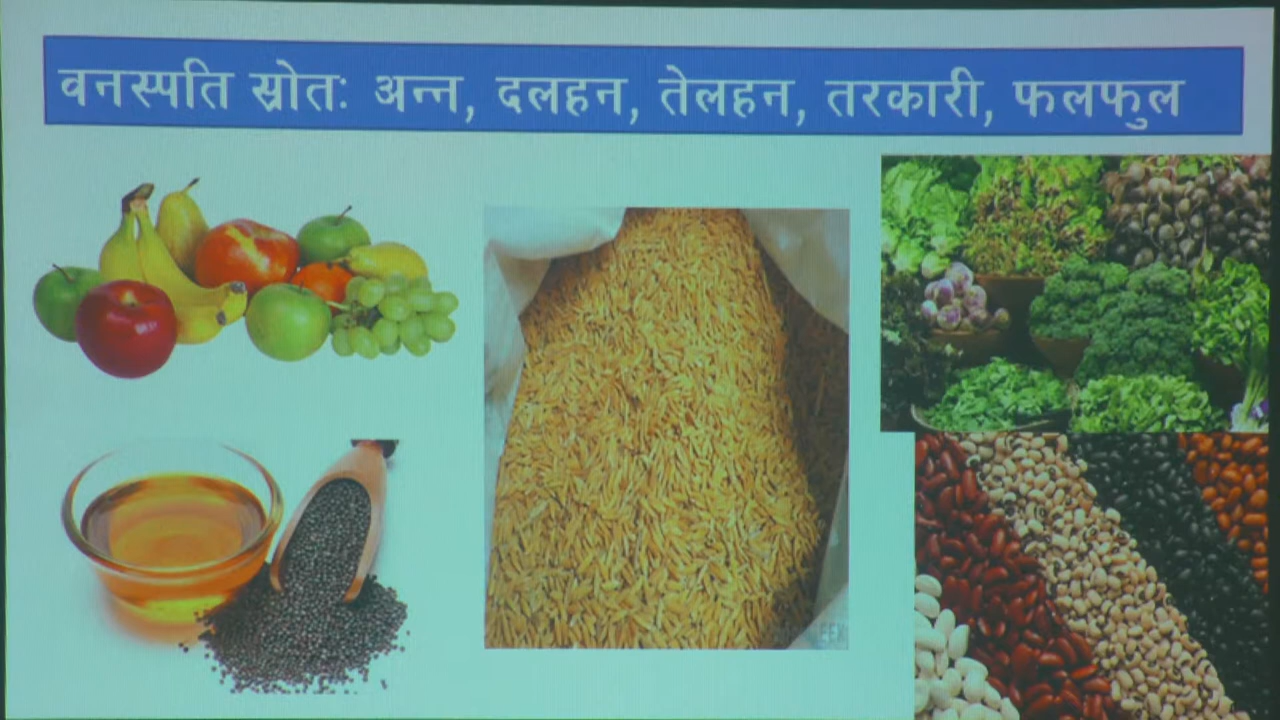 वनस्पति स्रोतः अन्न, दलहन, तेलहन, तरकारी, फलफुल